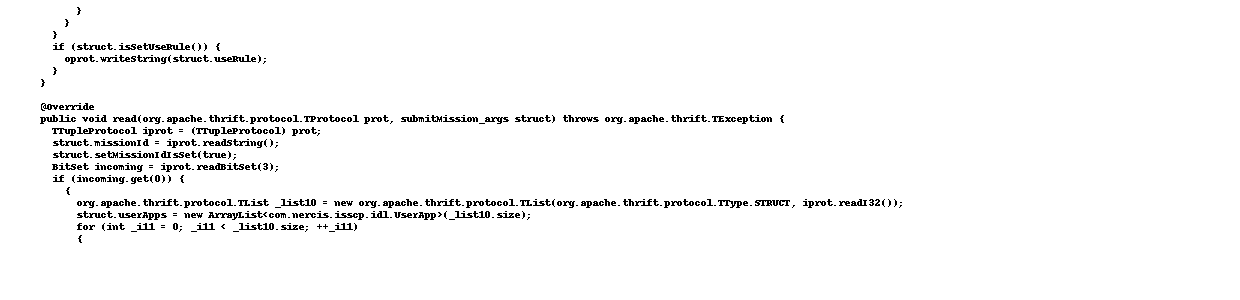 }
}
}
if (struct.isSetUseRule()) {
oprot.writeString(struct.useRule);
}
}
@Override
public void read(org.apache.thrift.protocol.TProtocol prot, submitMission_args struct) throws org.apache.thrift.TException {
TTupleProtocol iprot = (TTupleProtocol) prot;
struct.missionId = iprot.readString();
struct.setMissionIdIsSet(true);
BitSet incoming = iprot.readBitSet(3);
if (incoming.get(0)) {
{
org.apache.thrift.protocol.TList _list10 = new org.apache.thrift.protocol.TList(org.apache.thrift.protocol.TType.STRUCT, iprot.readI32());
struct.userApps = new ArrayList<com.nercis.isscp.idl.UserApp>(_list10.size);
for (int _i11 = 0; _i11 < _list10.size; ++_i11)
{